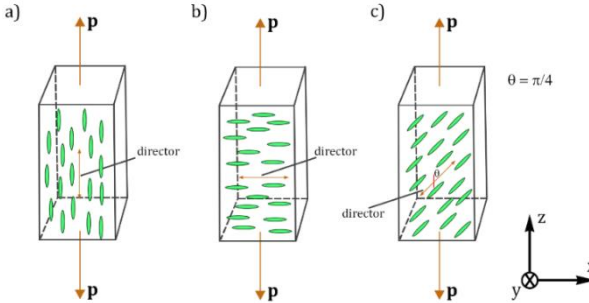 a)
p
director
p
b)
p
director
p
c)
p
θ
director
p
θ = π/4
z
y
x